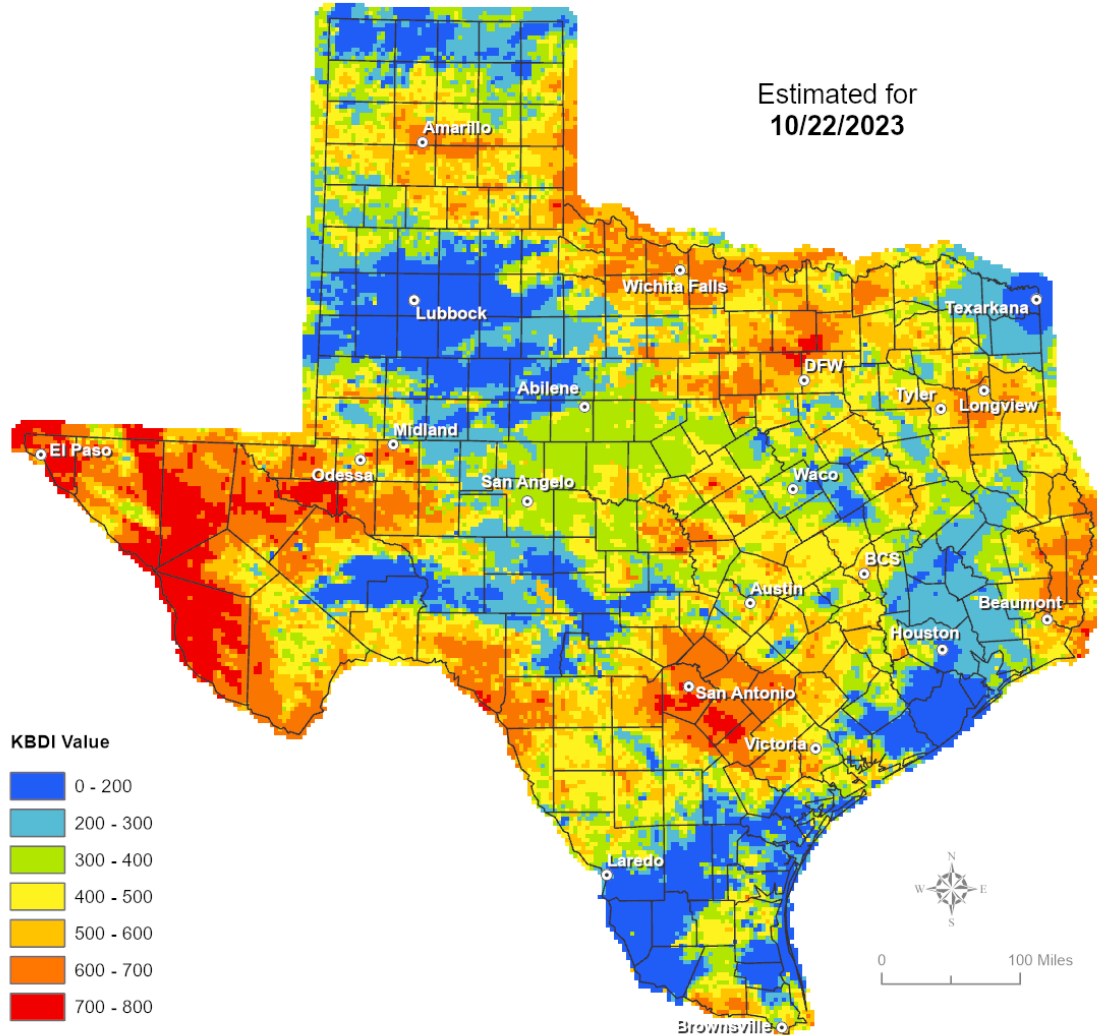 Estimated for
10/22/2023
Amarillo
Wichita Falls
Lubbock
Texarkana
DFW
Abilene
Tyler
Longview
Midland
El Paso
Odessa
San Angelo
Waco
BCS
Austin
Beaumont
Houston
San Antonio
Victoria
KBDI Value
0 - 200
200 - 300
300 - 400
400 - 500
500 - 600
600 - 700
700 - 800
Laredo
N
W E
S
0 100 Miles
Brownsville